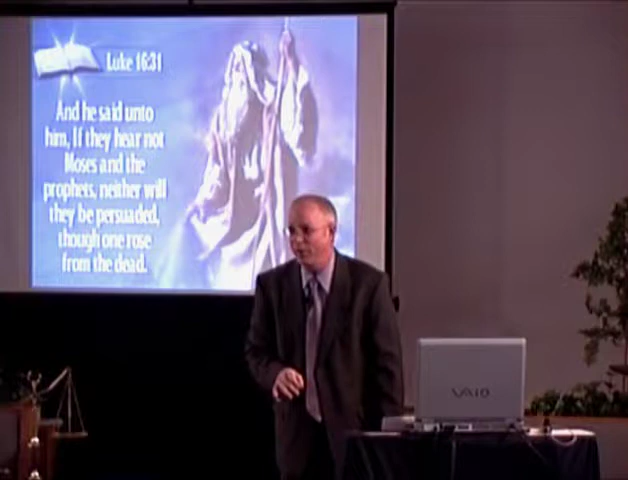 Luke 16:31
And he said unto
him, If they hear not
Moses and the
prophets, neither will
they be persuaded,
though one rose
from the dead.
VAIO